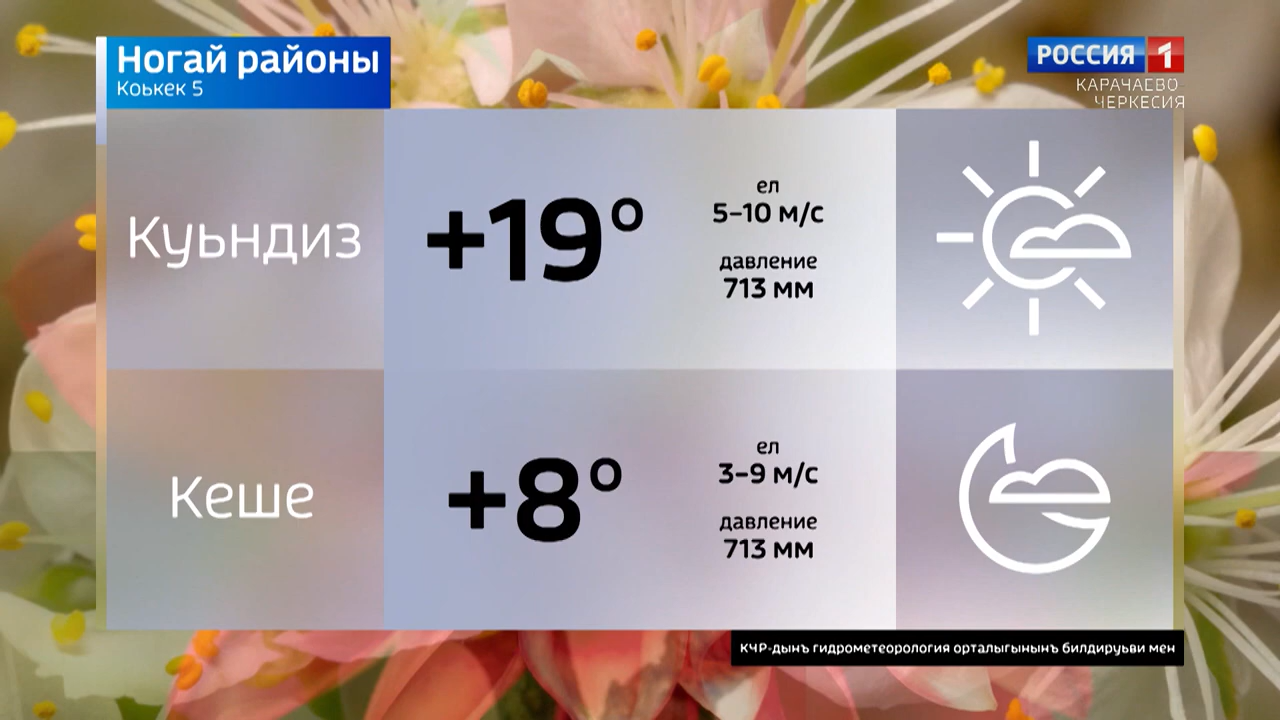 Ногай районы
Коькек 5
РОССИЯ 1
КАРАЧАЕВО-
ЧЕРКЕСИЯ
Куьндиз
+19°
ел
5-10 м/с
давление
713 мм
Кеше
+8°
ел
3-9 м/с
давление
713 мм
КЧР-дынъ гидрометеорология орталыгынынъ билдируьви мен